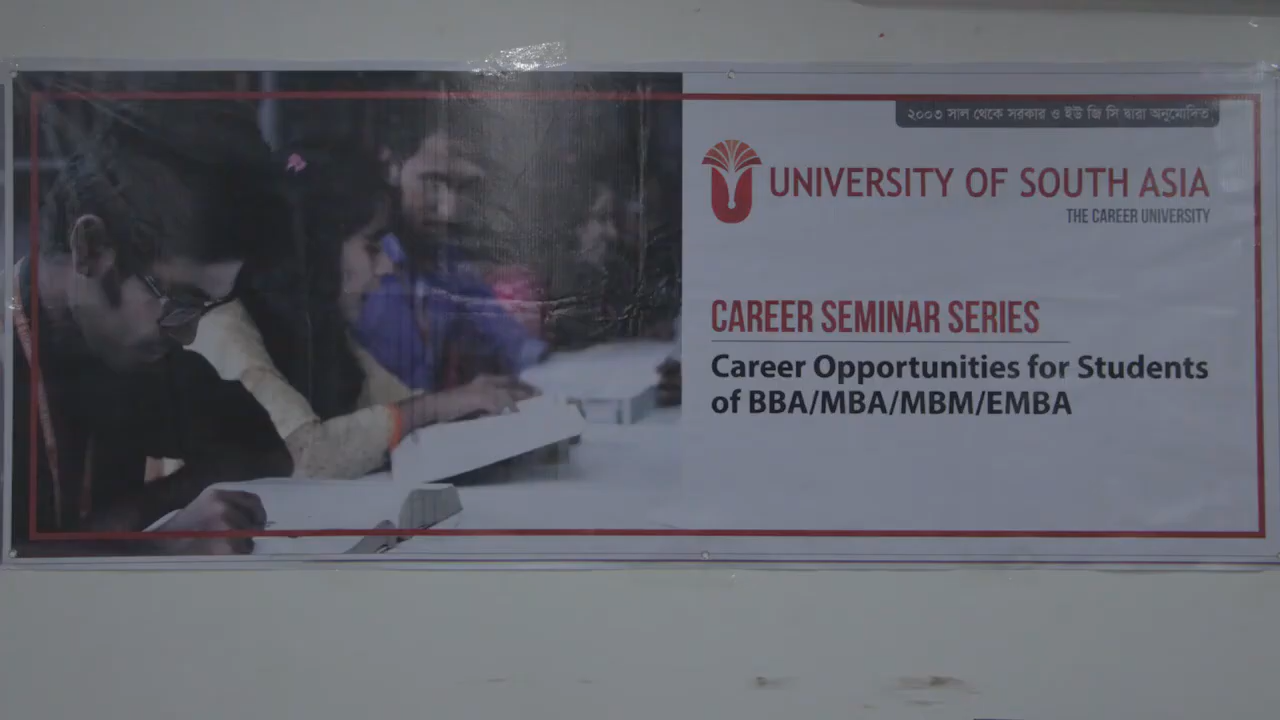 ২০০৩ সাল থেকে সরকার ও ইউ জি সি দ্বারা অনুমোদিত
UNIVERSITY OF SOUTH ASIA
THE CAREER UNIVERSITY
CAREER SEMINAR SERIES
Career Opportunities for Students
of BBA/MBA/MBM/EMBA